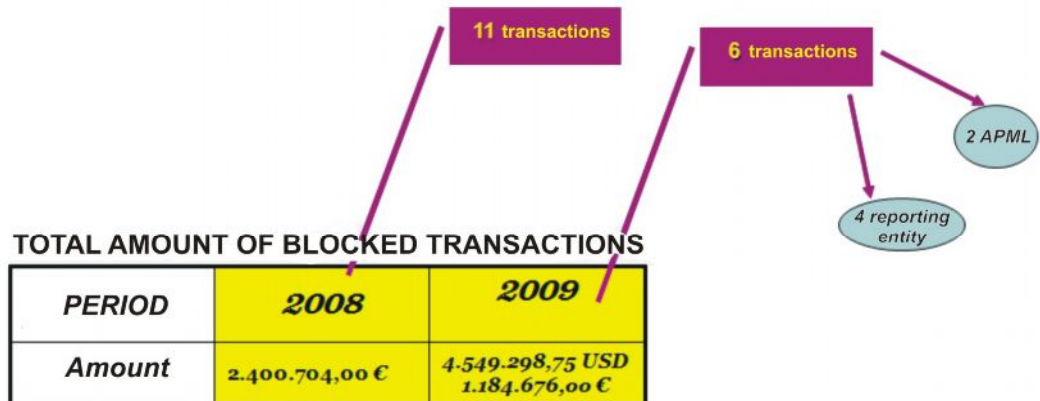 11 transactions
6 transactions
2 APML
4 reporting
entity
TOTAL AMOUNT OF BLOCKED TRANSACTIONS
PERIOD 2008 2009
Amount 2.400.704,00 € 4.549.298,75 USD
1.184.676,00 €